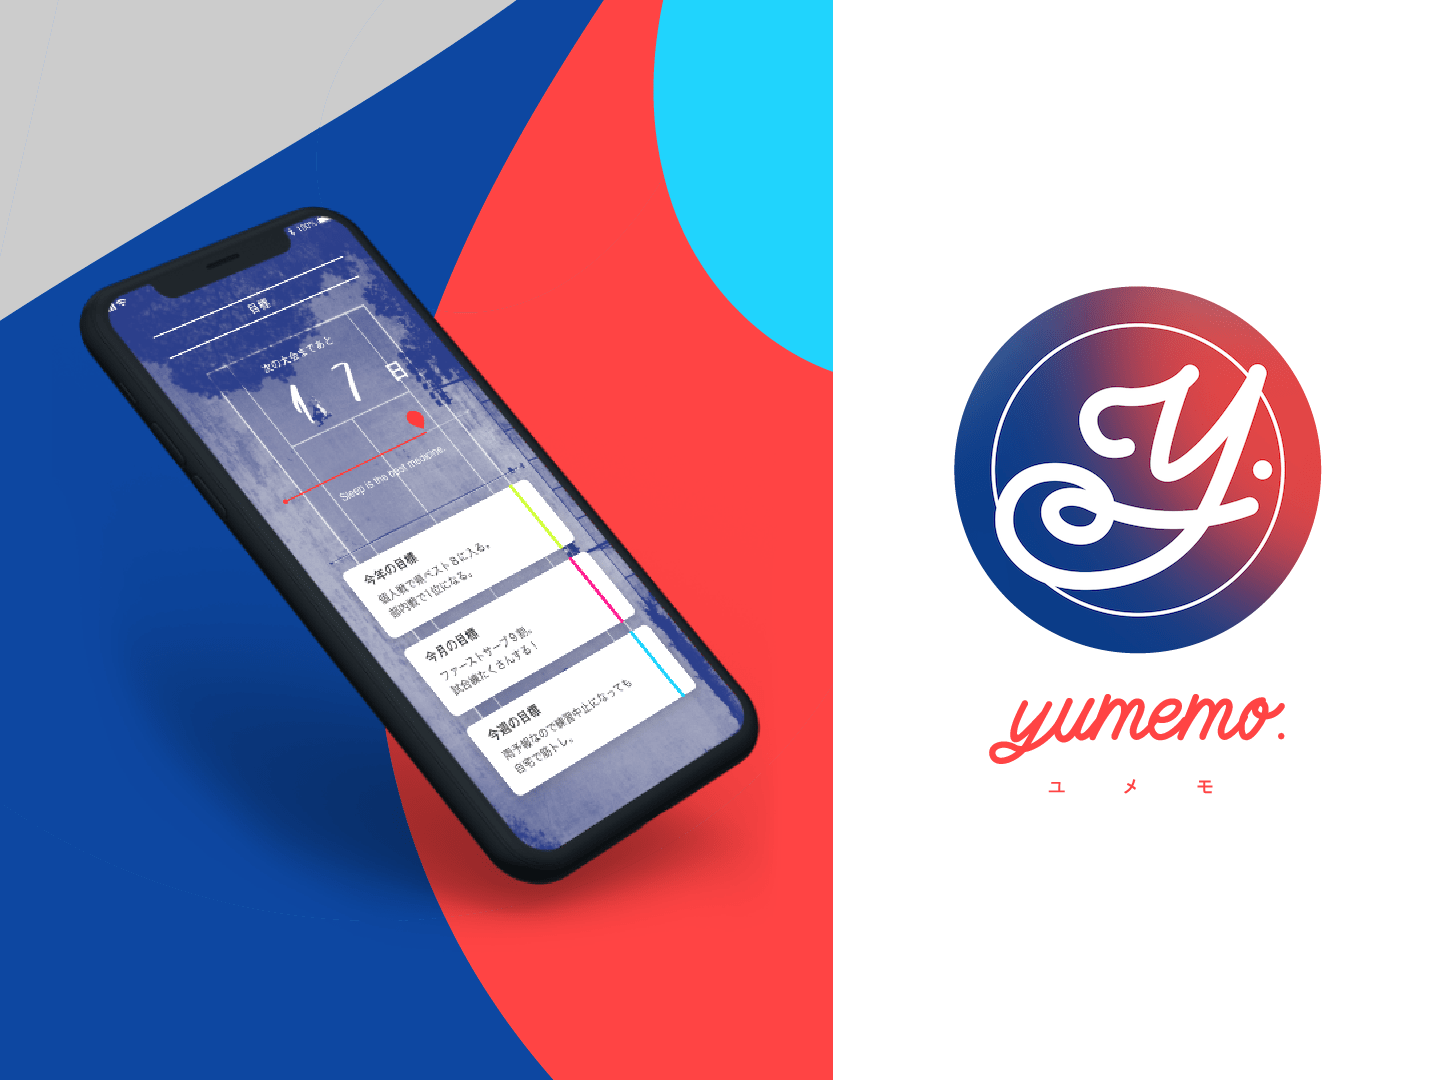 100%
目標
次の大会まであと
17日
Sleep is the best medicine.
今年の目標
個人戦で県ベスト8に入る。
部内戦で1位になる。
今月の目標
ファーストサーブ9割。
試合練たくさんする！
今週の目標
雨予報なので練習中止になっても
自宅で筋トレ。
y.
yumemo.
ユメモ